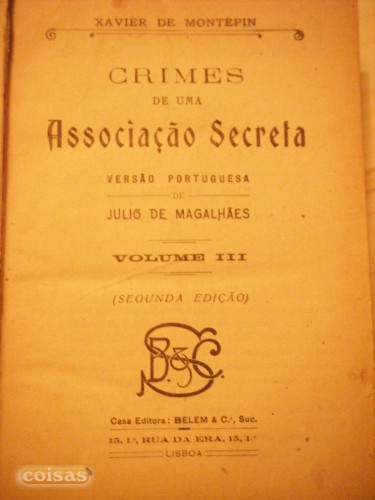 XAVIER DE MONTÉPIN
CRIMES
DE UMA
Associação Secreta
VERSÃO PORTUGUESA
DE
JULIO DE MAGALHÃES
VOLUME III
(SEGUNDA EDIÇÃO)
B & C
S
Casa Editora: BELEM & C.ª, Suc.
15, 1.º, RUA DA ERA, 15, 1.º
LISBOA
coisas